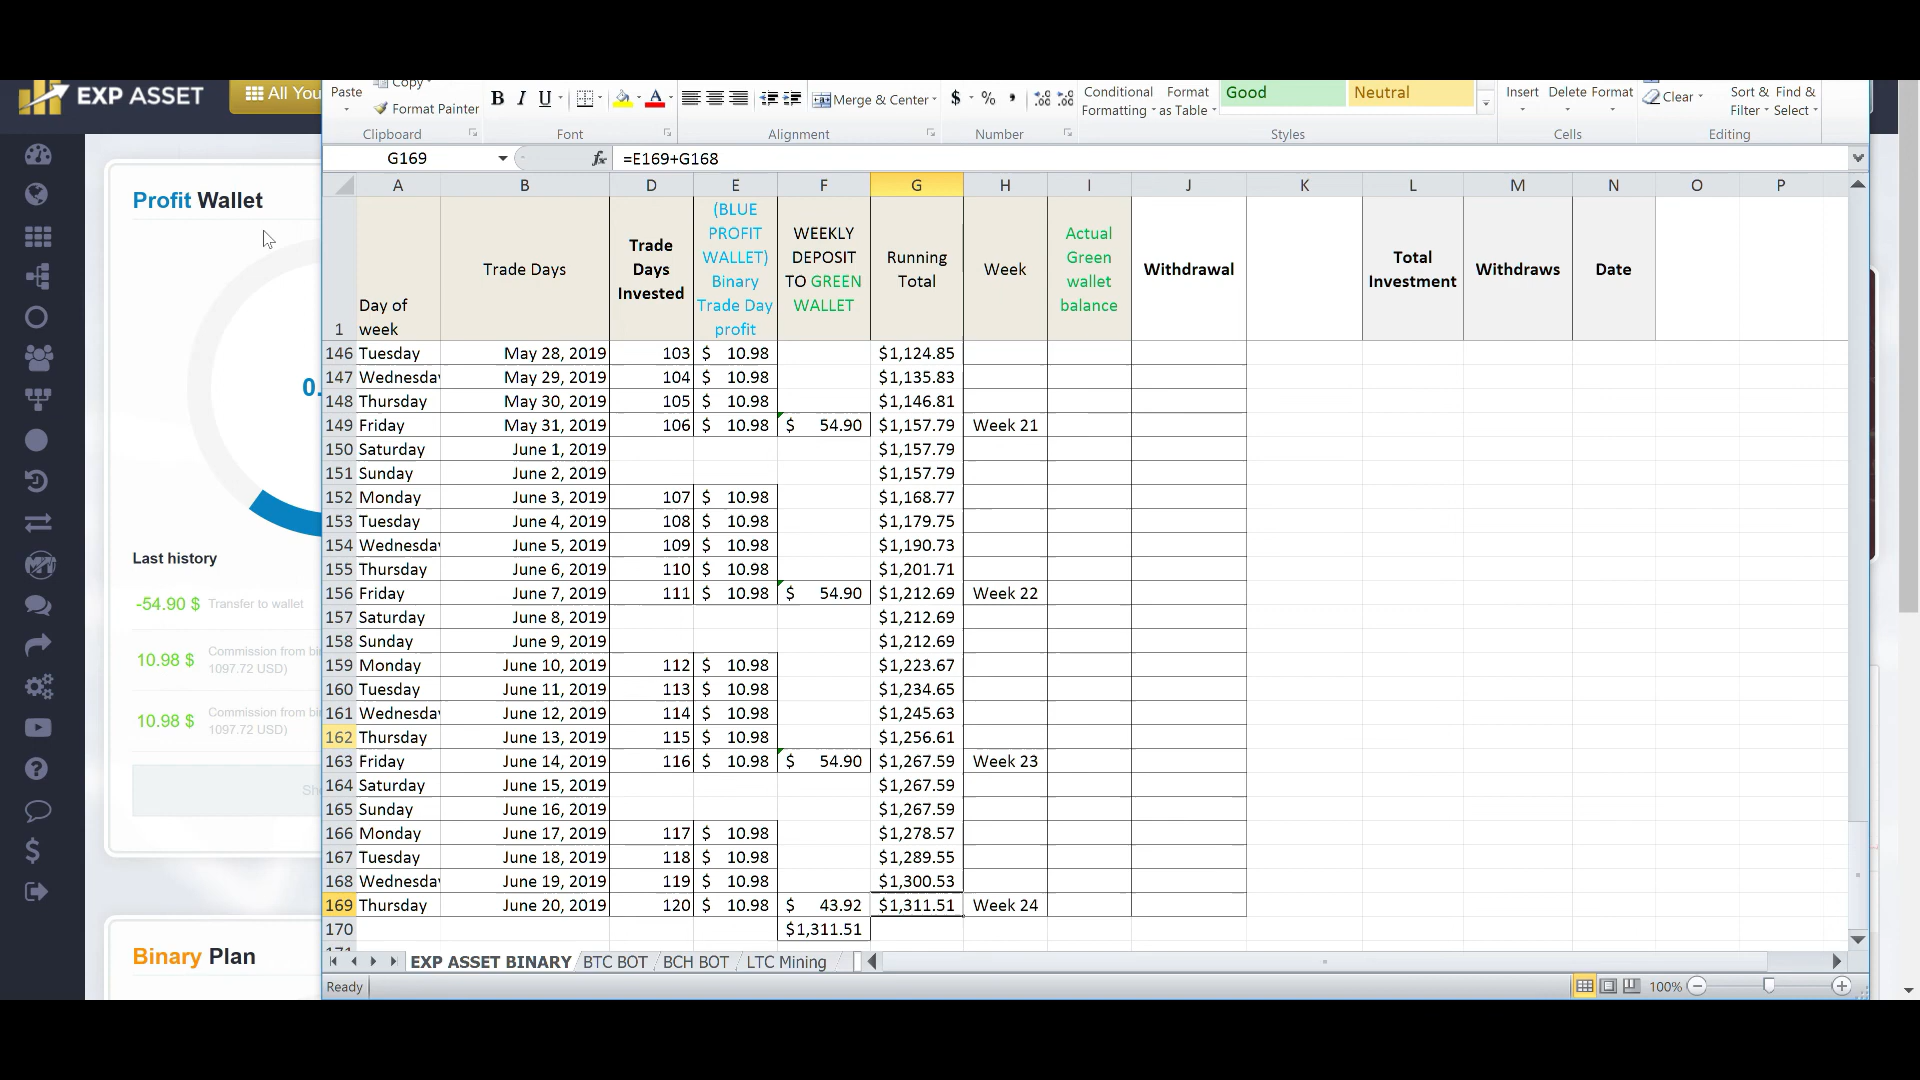 EXP ASSET
All You
Profit Wallet
0.
Last history
-54.90 $ Transfer to wallet
10.98 $ Commission from bi
1097.72 USD)
10.98 $ Commission from bi
1097.72 USD)
Sh
Binary Plan
Paste
Copy
Format Painter
Clipboard
B I U A
Font
Merge & Center
Alignment
$ % ,
Number
Conditional Formatting
Format as Table
Good
Neutral
Styles
Insert Delete Format
Cells
Clear
Sort & Filter
Find & Select
Editing
G169 fx =E169+G168
A B D E F G H I J K L M N O P
1 Day of week
Trade Days
Trade Days Invested
(BLUE PROFIT WALLET) Binary Trade Day profit
WEEKLY DEPOSIT TO GREEN WALLET
Running Total
Week
Actual Green wallet balance
Withdrawal
Total Investment
Withdraws
Date
146 Tuesday May 28, 2019 103 $ 10.98 $1,124.85
147 Wednesda May 29, 2019 104 $ 10.98 $1,135.83
148 Thursday May 30, 2019 105 $ 10.98 $1,146.81
149 Friday May 31, 2019 106 $ 10.98 $ 54.90 $1,157.79 Week 21
150 Saturday June 1, 2019 $1,157.79
151 Sunday June 2, 2019 $1,157.79
152 Monday June 3, 2019 107 $ 10.98 $1,168.77
153 Tuesday June 4, 2019 108 $ 10.98 $1,179.75
154 Wednesda June 5, 2019 109 $ 10.98 $1,190.73
155 Thursday June 6, 2019 110 $ 10.98 $1,201.71
156 Friday June 7, 2019 111 $ 10.98 $ 54.90 $1,212.69 Week 22
157 Saturday June 8, 2019 $1,212.69
158 Sunday June 9, 2019 $1,212.69
159 Monday June 10, 2019 112 $ 10.98 $1,223.67
160 Tuesday June 11, 2019 113 $ 10.98 $1,234.65
161 Wednesda June 12, 2019 114 $ 10.98 $1,245.63
162 Thursday June 13, 2019 115 $ 10.98 $1,256.61
163 Friday June 14, 2019 116 $ 10.98 $ 54.90 $1,267.59 Week 23
164 Saturday June 15, 2019 $1,267.59
165 Sunday June 16, 2019 $1,267.59
166 Monday June 17, 2019 117 $ 10.98 $1,278.57
167 Tuesday June 18, 2019 118 $ 10.98 $1,289.55
168 Wednesda June 19, 2019 119 $ 10.98 $1,300.53
169 Thursday June 20, 2019 120 $ 10.98 $ 43.92 $1,311.51 Week 24
170 $1,311.51
EXP ASSET BINARY BTC BOT BCH BOT LTC Mining
Ready 100%